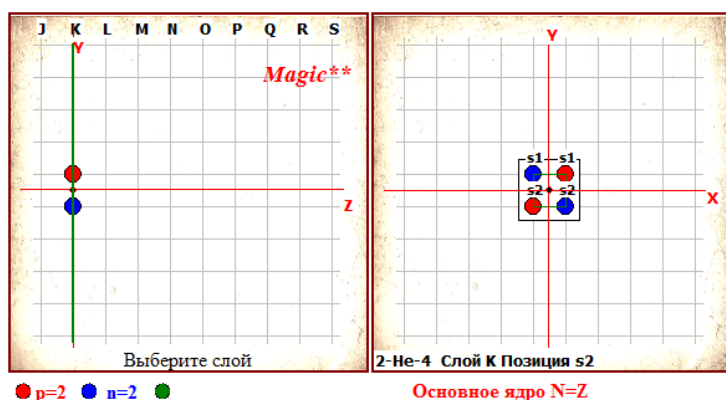 J K L M N O P Q R S
Y
Magic**
Z
Выберите слой
Y
s1 s1
s2 s2
X
2-He-4 Слой K Позиция s2
p=2 n=2
Основное ядро N=Z